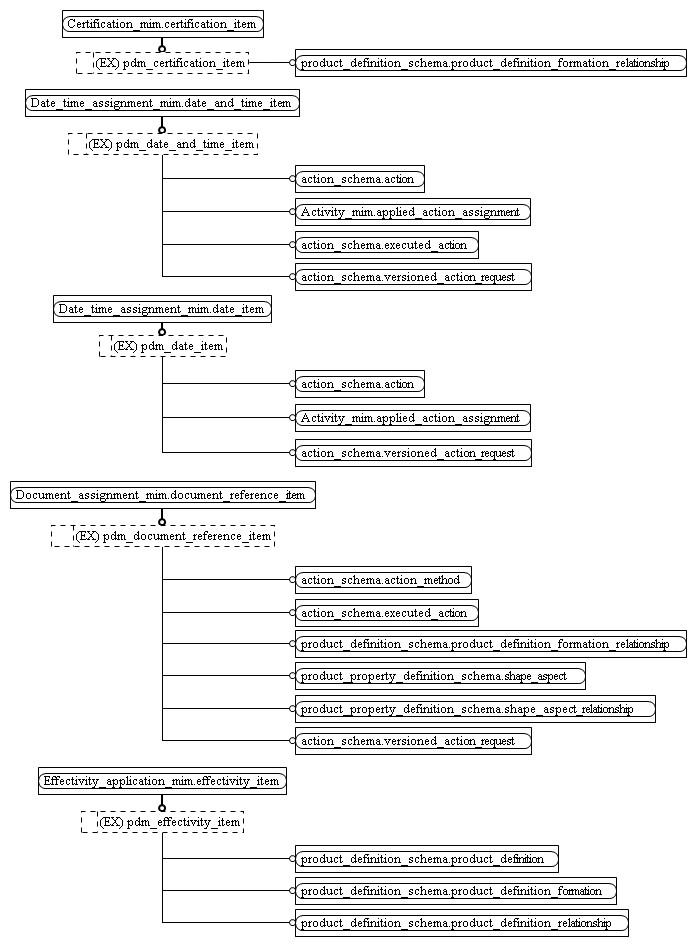 Certification_mim.certification_item
(EX) pdm_certification_item
product_definition_schema.product_definition_formation_relationship
Date_time_assignment_mim.date_and_time_item
(EX) pdm_date_and_time_item
action_schema.action
Activity_mim.applied_action_assignment
action_schema.executed_action
action_schema.versioned_action_request
Date_time_assignment_mim.date_item
(EX) pdm_date_item
action_schema.action
Activity_mim.applied_action_assignment
action_schema.versioned_action_request
Document_assignment_mim.document_reference_item
(EX) pdm_document_reference_item
action_schema.action_method
action_schema.executed_action
product_definition_schema.product_definition_formation_relationship
product_property_definition_schema.shape_aspect
product_property_definition_schema.shape_aspect_relationship
action_schema.versioned_action_request
Effectivity_application_mim.effectivity_item
(EX) pdm_effectivity_item
product_definition_schema.product_definition
product_definition_schema.product_definition_formation
product_definition_schema.product_definition_relationship